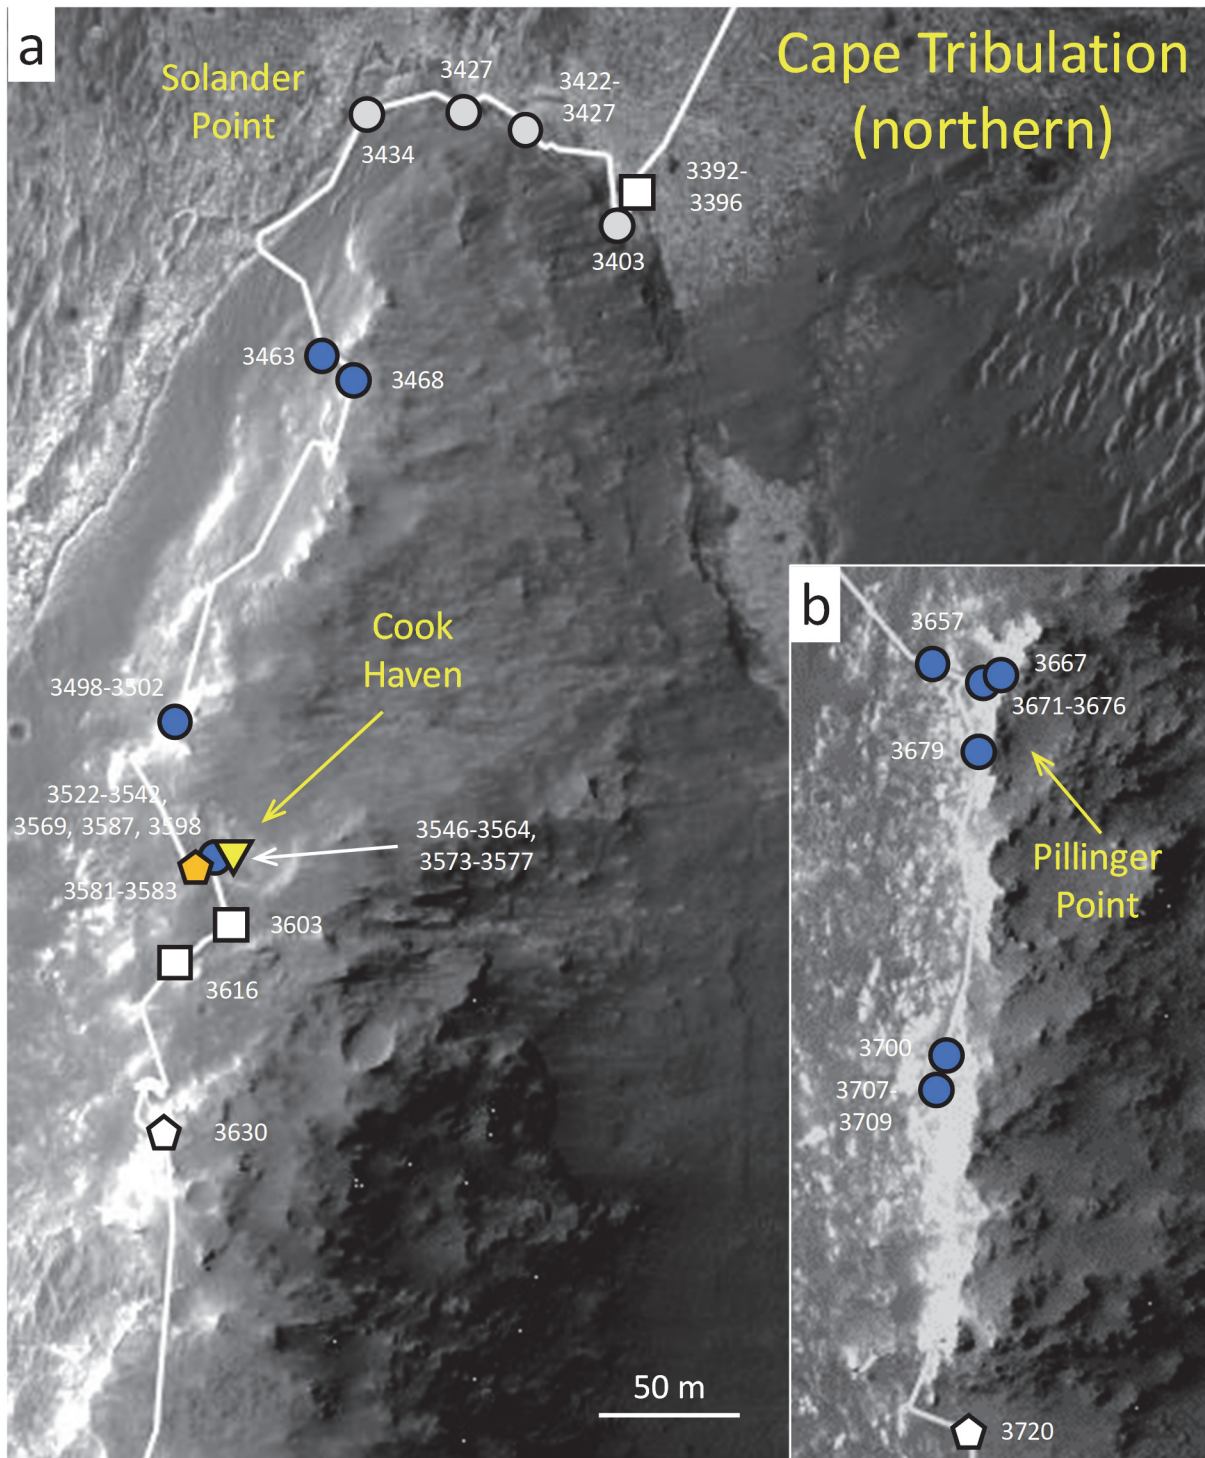 a
Cape Tribulation
(northern)
Solander
Point
3427
3422-
3427
3434
3392-
3396
3403
3463
3468
Cook
Haven
3498-3502
3522-3542,
3569, 3587, 3598
3546-3564,
3573-3577
3581-3583
3603
3616
3630
50 m
b
3657
3667
3671-3676
3679
Pillinger
Point
3700
3707-
3709
3720